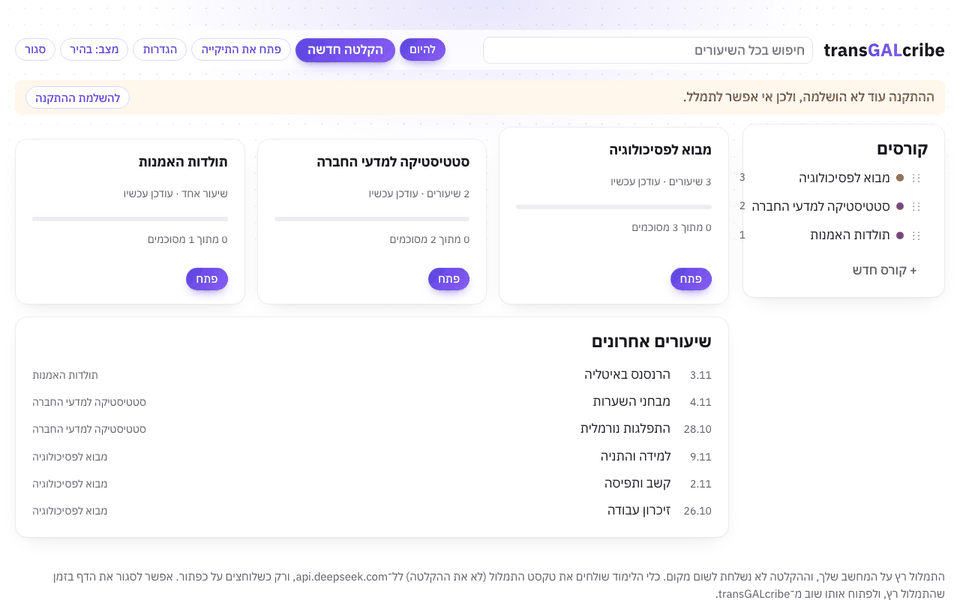 transGALcribe
חיפוש בכל השיעורים
להיום
הקלטה חדשה
פתח את התיקייה
הגדרות
מצב: בהיר
סגור
ההתקנה עוד לא הושלמה, ולכן אי אפשר לתמלל.
להשלמת ההתקנה
קורסים
מבוא לפסיכולוגיה 3
סטטיסטיקה למדעי החברה 2
תולדות האמנות 1
+ קורס חדש
מבוא לפסיכולוגיה
3 שיעורים · עודכן עכשיו
0 מתוך 3 מסוכמים
פתח
סטטיסטיקה למדעי החברה
2 שיעורים · עודכן עכשיו
0 מתוך 2 מסוכמים
פתח
תולדות האמנות
שיעור אחד · עודכן עכשיו
0 מתוך 1 מסוכמים
פתח
שיעורים אחרונים
3.11 הרנסנס באיטליה תולדות האמנות
4.11 מבחני השערות סטטיסטיקה למדעי החברה
28.10 התפלגות נורמלית סטטיסטיקה למדעי החברה
9.11 למידה והתניה מבוא לפסיכולוגיה
2.11 קשב ותפיסה מבוא לפסיכולוגיה
26.10 זיכרון עבודה מבוא לפסיכולוגיה
התמלול רץ על המחשב שלך, וההקלטה לא נשלחת לשום מקום. כלי הלימוד שולחים את טקסט התמלול (לא את ההקלטה) לל־api.deepseek.com, ורק כשלוחצים על כפתור. אפשר לסגור את הדף בזמן
שהתמלול רץ, ולפתוח אותו שוב מ־transGALcribe.